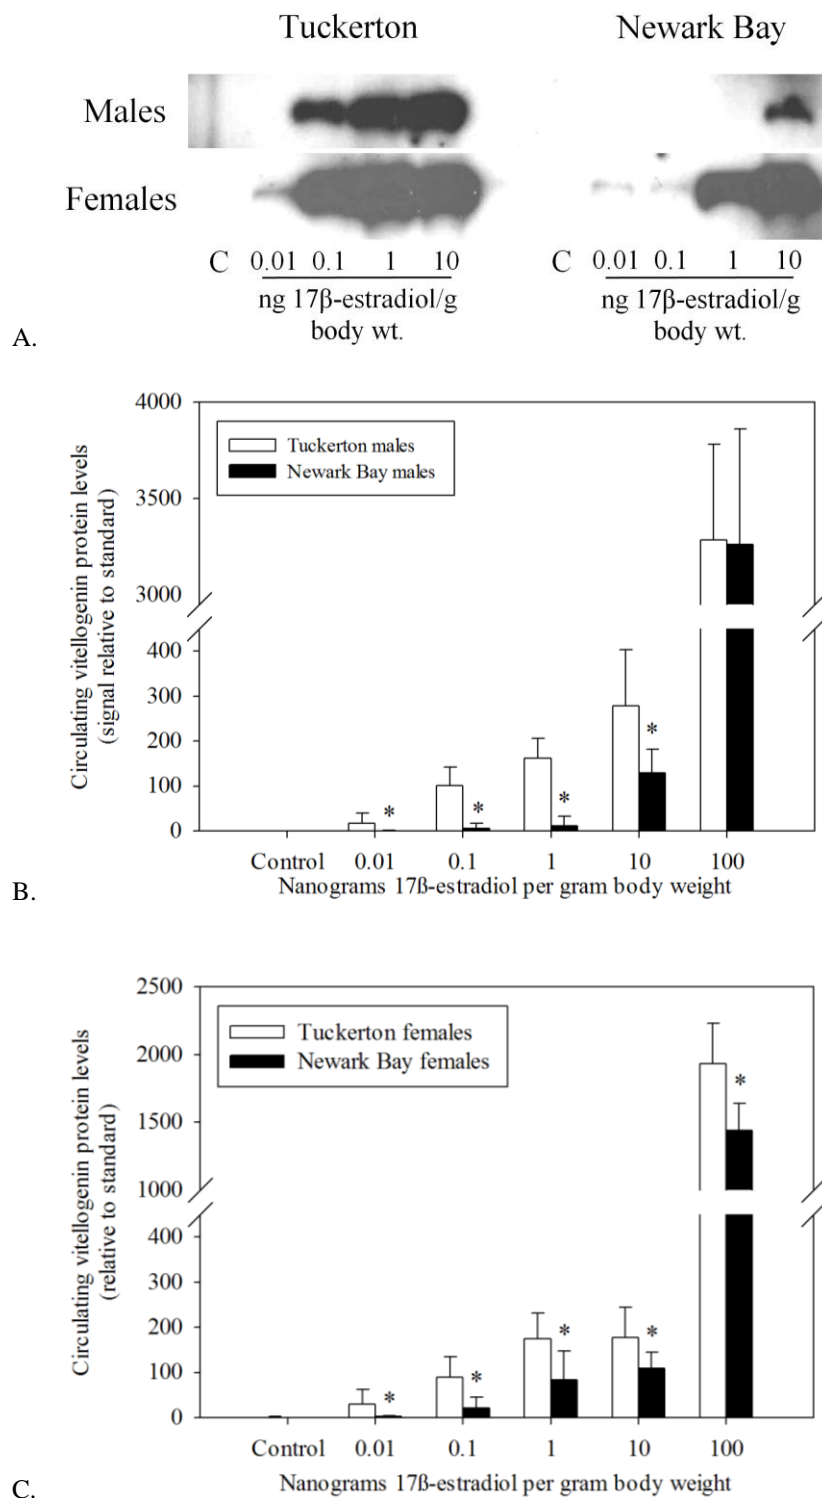 Tuckerton Newark Bay
Males
Females
C 0.01 0.1 1 10 C 0.01 0.1 1 10
ng 17β-estradiol/g ng 17β-estradiol/g
body wt. body wt.
A.
4000
3500
3000
400
300
200
100
0
Circulating vitellogenin protein levels
(signal relative to standard)
Tuckerton males
Newark Bay males
* * * *
Control 0.01 0.1 1 10 100
Nanograms 17ß-estradiol per gram body weight
B.
2500
2000
1500
1000
400
300
200
100
0
Circulating vitellogenin protein levels
(relative to standard)
Tuckerton females
Newark Bay females
* * * * *
Control 0.01 0.1 1 10 100
Nanograms 17ß-estradiol per gram body weight
C.